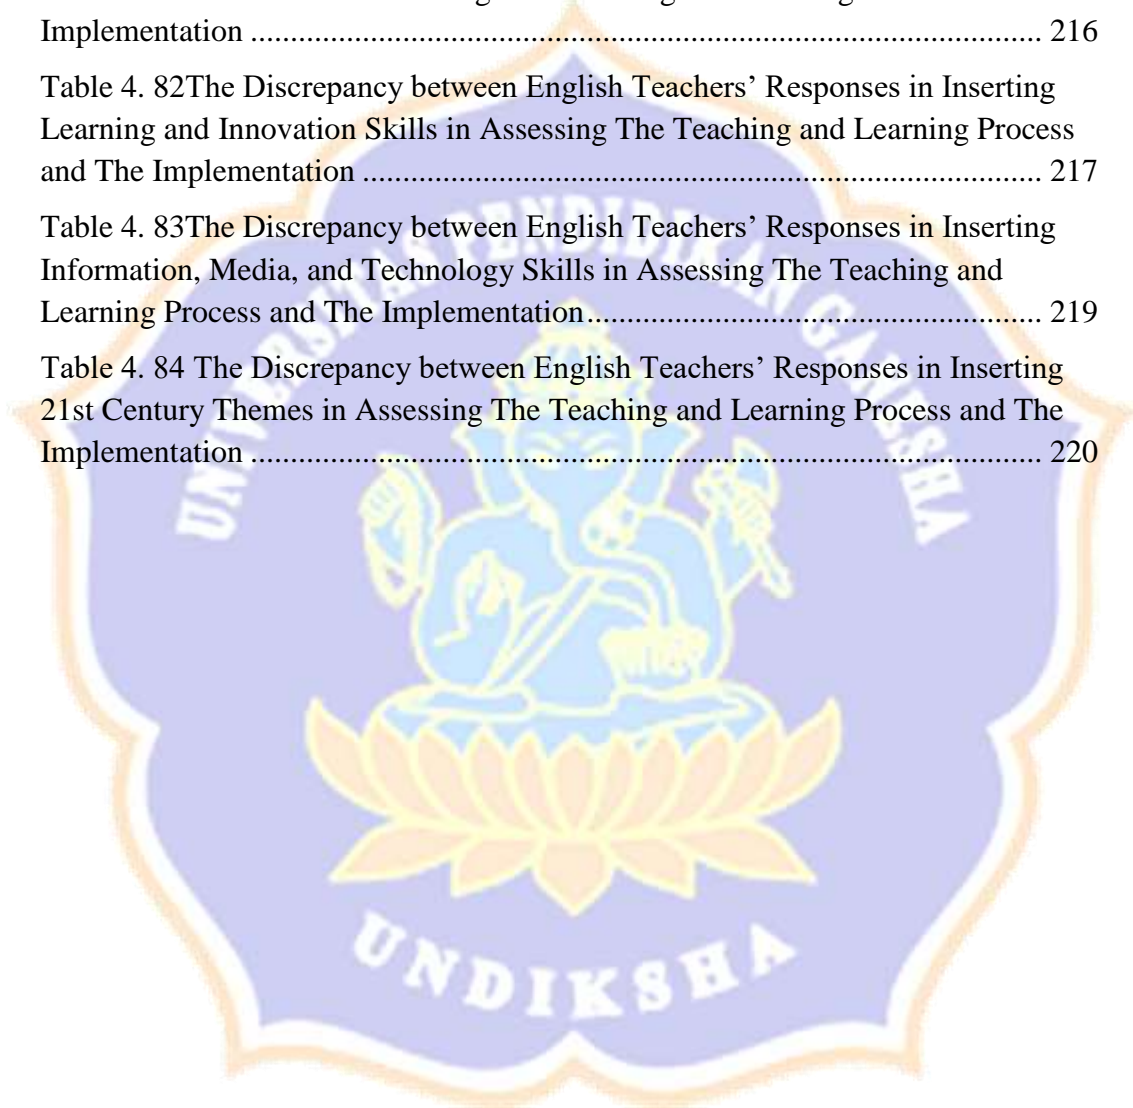 Implementation ........................................................................................................ 216
Table 4. 82The Discrepancy between English Teachers’ Responses in Inserting
Learning and Innovation Skills in Assessing The Teaching and Learning Process
and The Implementation ......................................................................................... 217
Table 4. 83The Discrepancy between English Teachers’ Responses in Inserting
Information, Media, and Technology Skills in Assessing The Teaching and
Learning Process and The Implementation ........................................................... 219
Table 4. 84 The Discrepancy between English Teachers’ Responses in Inserting
21st Century Themes in Assessing The Teaching and Learning Process and The
Implementation ........................................................................................................ 220
UNIVERSITAS PENDIDIKAN GANESHA
UNDIKSHA